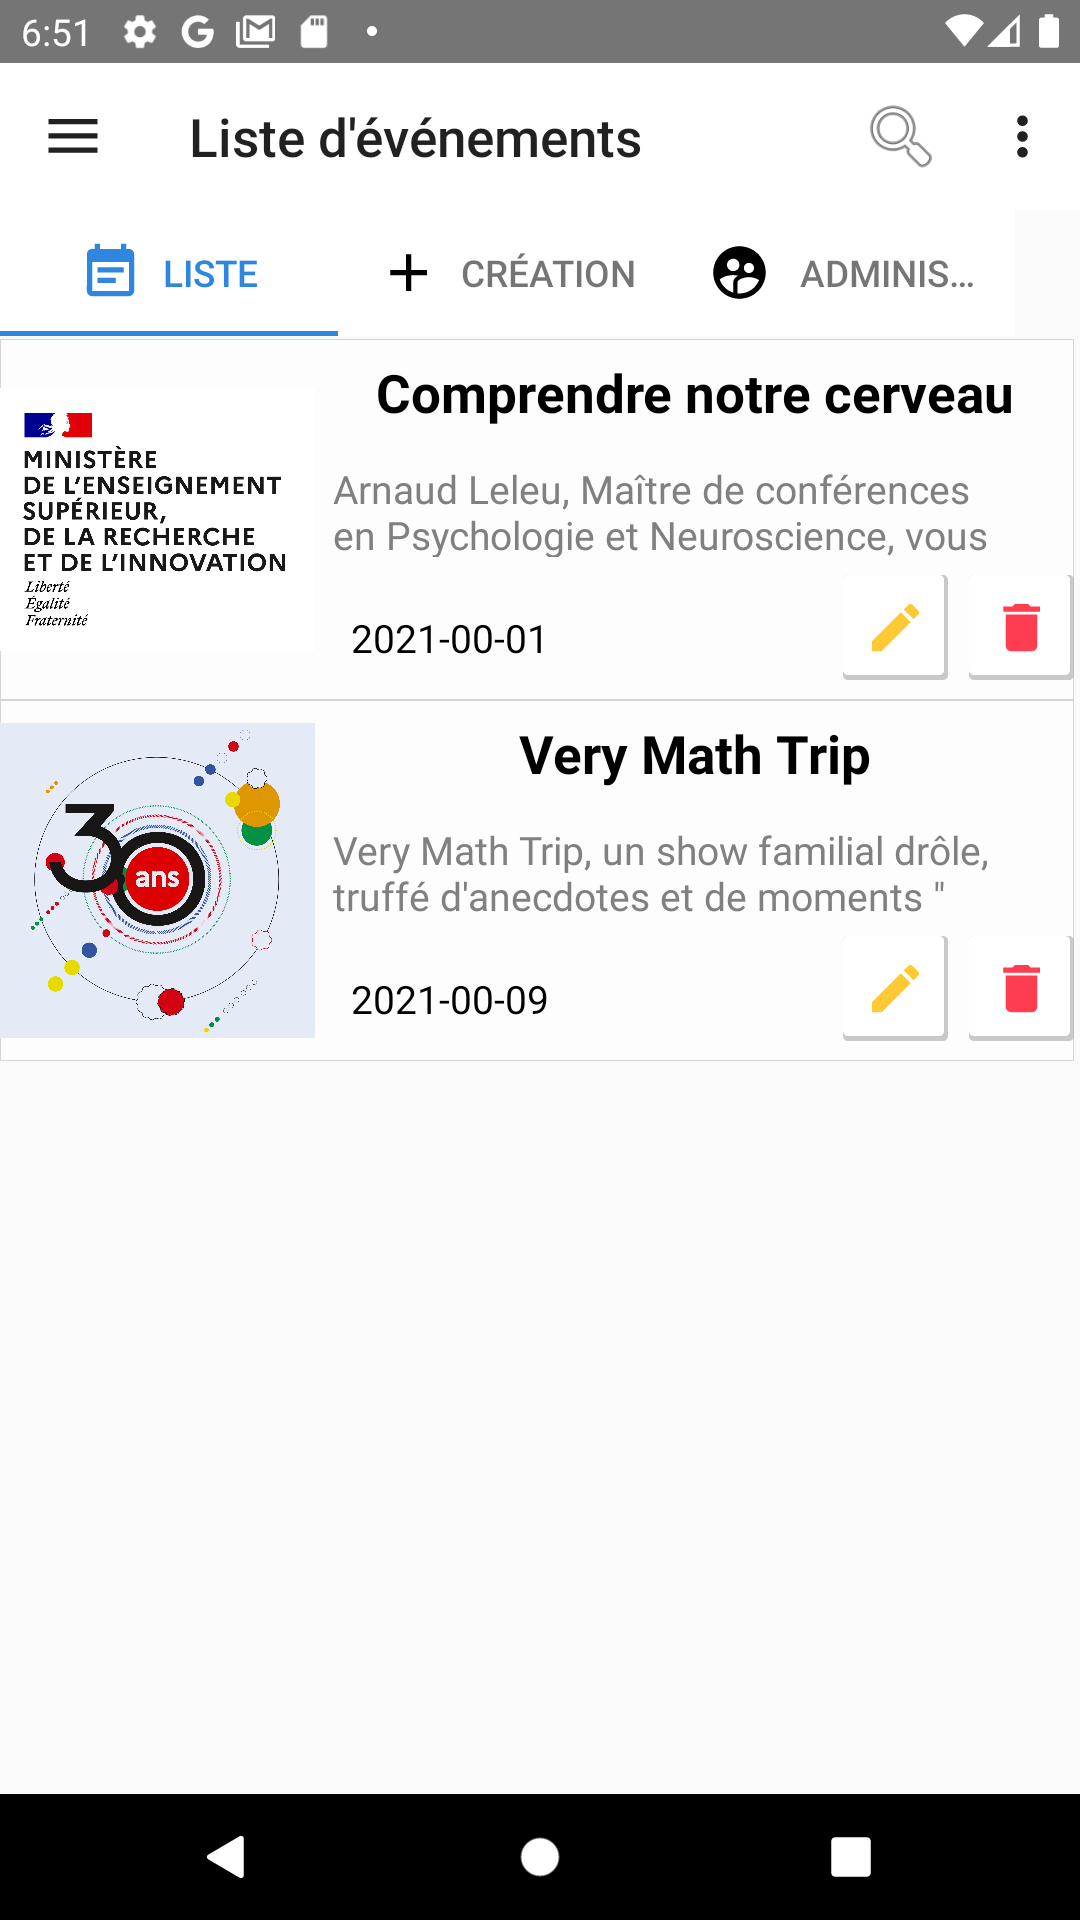 6:51
Liste d'événements
LISTE
CRÉATION
ADMINIS...
Comprendre notre cerveau
MINISTÈRE
DE L'ENSEIGNEMENT
SUPÉRIEUR,
DE LA RECHERCHE
ET DE L'INNOVATION
Liberté
Égalité
Fraternité
Arnaud Leleu, Maître de conférences
en Psychologie et Neuroscience, vous
2021-00-01
Very Math Trip
30
ans
Very Math Trip, un show familial drôle,
truffé d'anecdotes et de moments "
2021-00-09